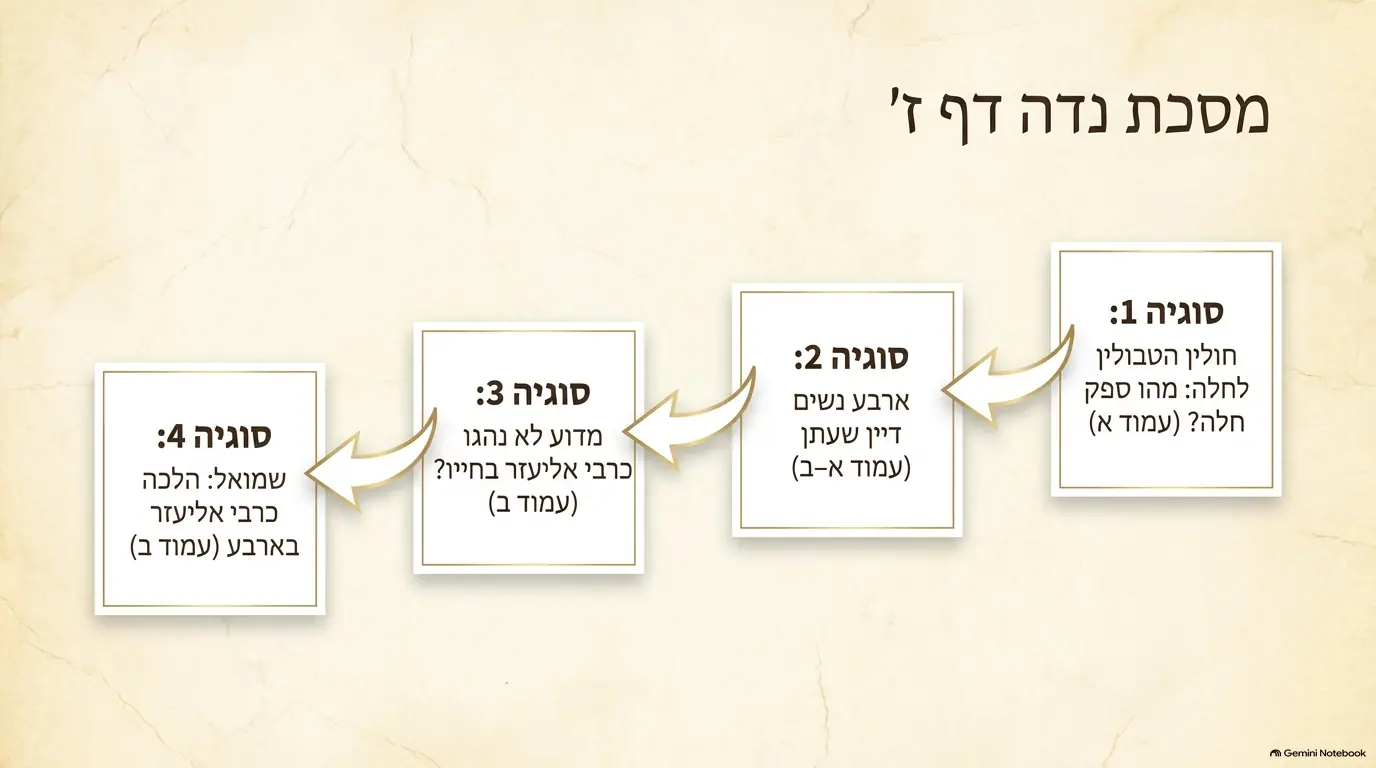 מסכת נדה דף ז'
סוגיה 1:
חולין הטבולין
לחלה: מהו ספק
חלה? (עמוד א)
סוגיה 2:
ארבע נשים
דיין שעתן
(עמוד א–ב)
סוגיה 3:
מדוע לא נהגו
כרבי אליעזר בחייו?
(עמוד ב)
סוגיה 4:
שמואל: הלכה
כרבי אליעזר
בארבע (עמוד ב)
Gemini Notebook